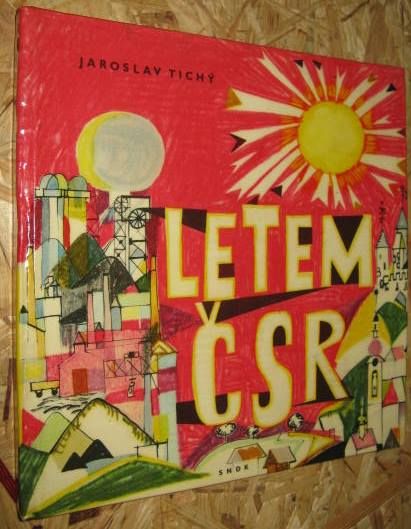 JAROSLAV TICHÝ
LETEM
ČSR
SNDK